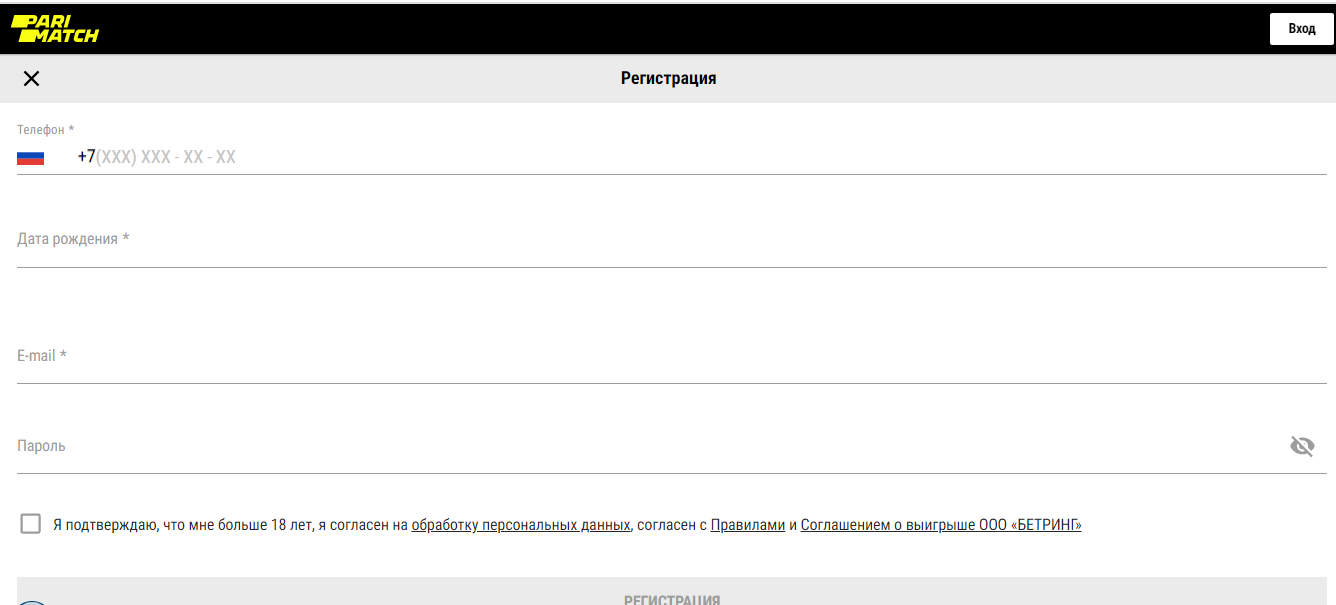 PARI
MATCH
Вход
Регистрация
Телефон *
+7(XXX) XXX - XX - XX
Дата рождения *
E-mail *
Пароль
Я подтверждаю, что мне больше 18 лет, я согласен на обработку персональных данных, согласен с Правилами и Соглашением о выигрыше ООО «БЕТРИНГ»
РЕГИСТРАЦИЯ